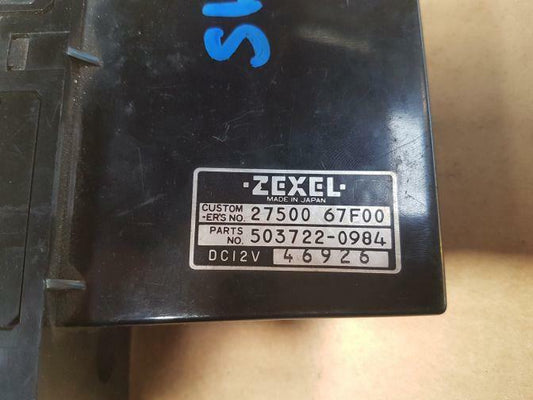 ·ZEXEL·
MADE IN JAPAN
CUSTOM
-ER'S NO. 27500 67F00
PARTS
NO. 503722-0984
DC12V 46926